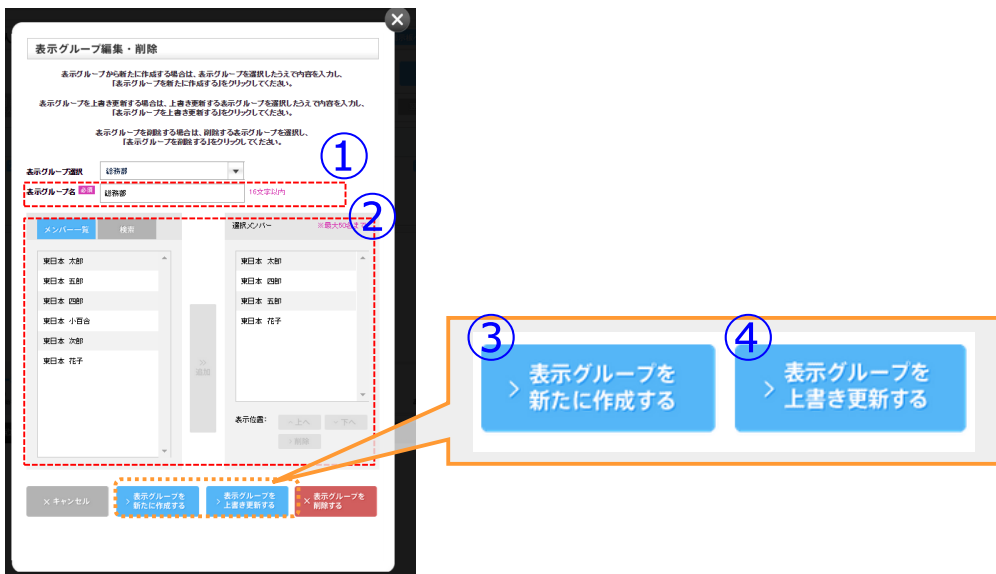 表示グループ編集・削除
表示グループから新たに作成する場合は、表示グループを選択したうえで内容を入力し、
「表示グループを新たに作成する」をクリックしてください。
表示グループを上書き更新する場合は、上書き更新する表示グループを選択したうえで内容を入力し、
「表示グループを上書き更新する」をクリックしてください。
表示グループを削除する場合は、削除する表示グループを選択し、
「表示グループを削除する」をクリックしてください。
①
表示グループ選択 総務部
表示グループ名 必須 総務部 16文字以内
②
メンバー一覧 検索 選択メンバー ※最大50名まで
東日本 太郎 東日本 太郎
東日本 五郎 東日本 四郎
東日本 四郎 東日本 五郎
東日本 小百合 東日本 花子
東日本 次郎
東日本 花子
追加
表示位置: 上へ 下へ
削除
×キャンセル
表示グループを
新たに作成する
表示グループを
上書き更新する
表示グループを
削除する
③
表示グループを
新たに作成する
④
表示グループを
上書き更新する